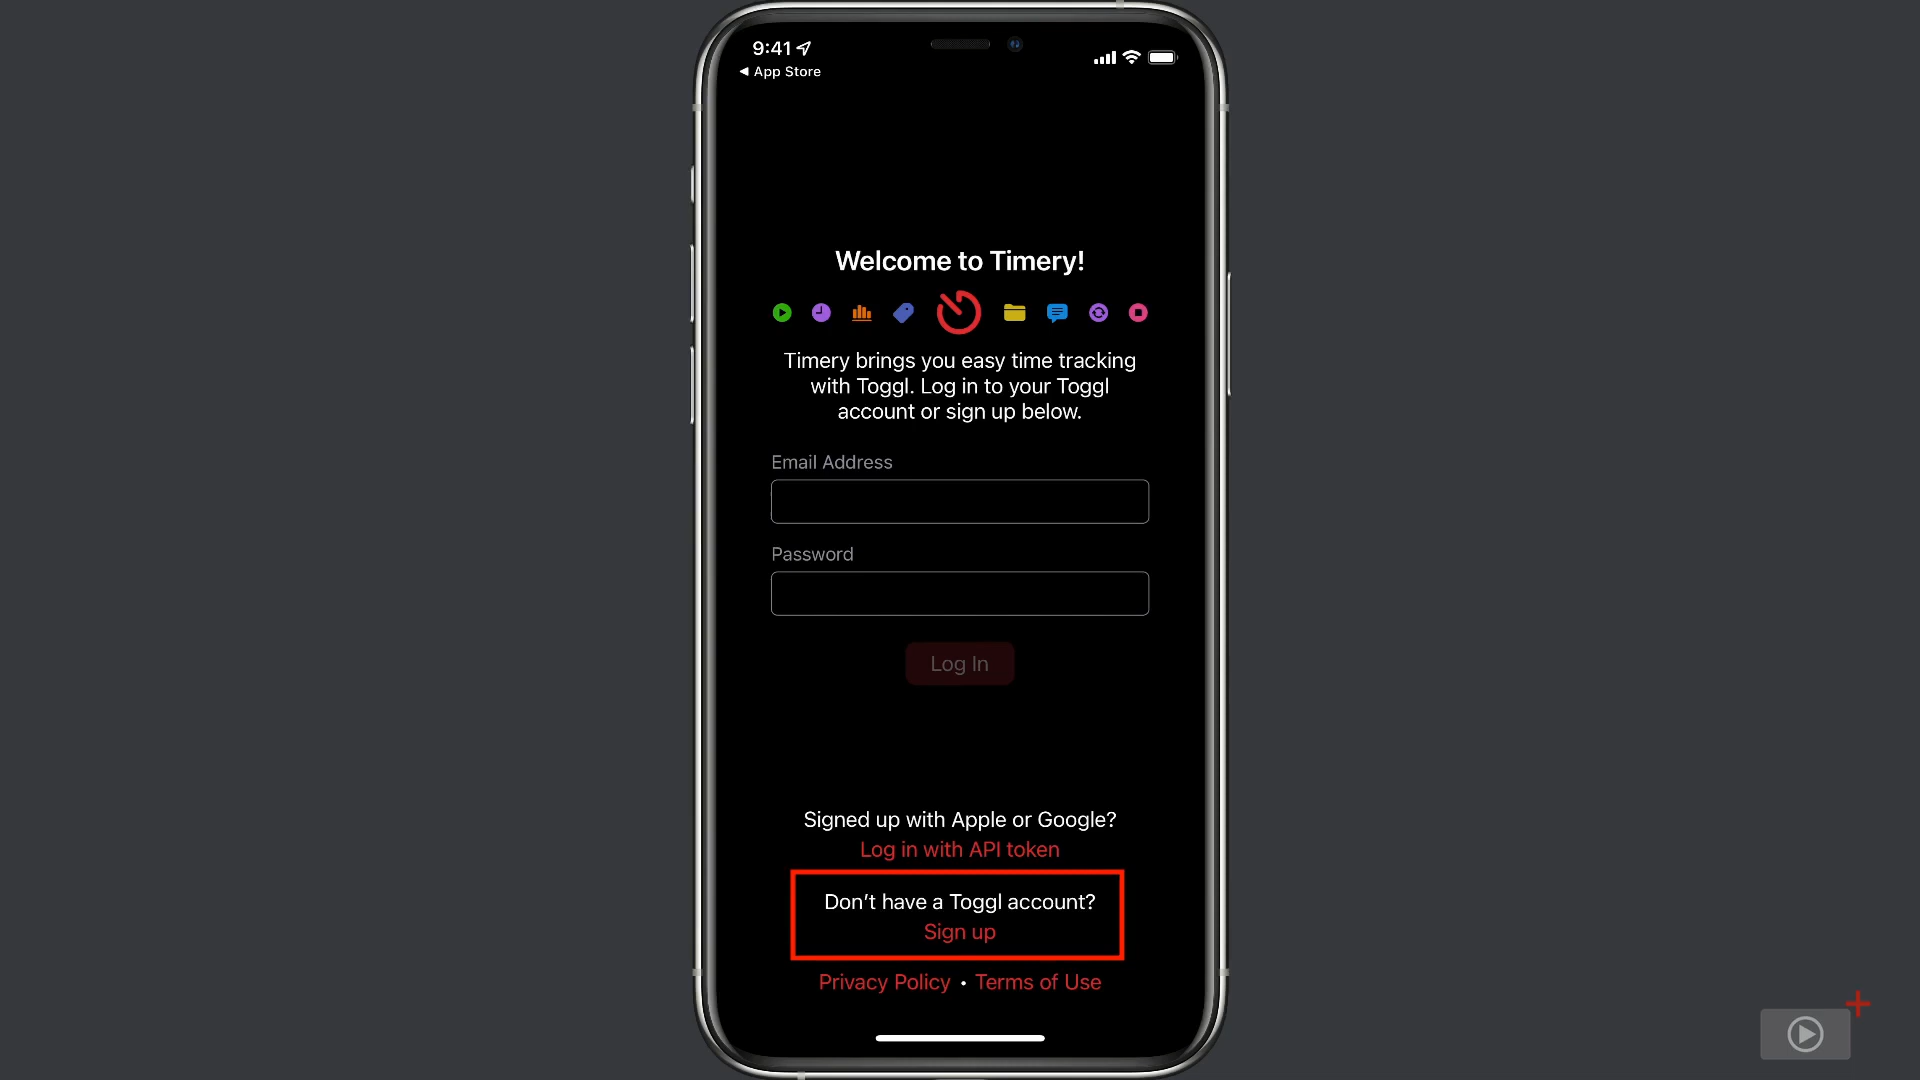 9:41
◀ App Store
Welcome to Timery!
Timery brings you easy time tracking
with Toggl. Log in to your Toggl
account or sign up below.
Email Address
Password
Log In
Signed up with Apple or Google?
Log in with API token
Don’t have a Toggl account?
Sign up
Privacy Policy • Terms of Use